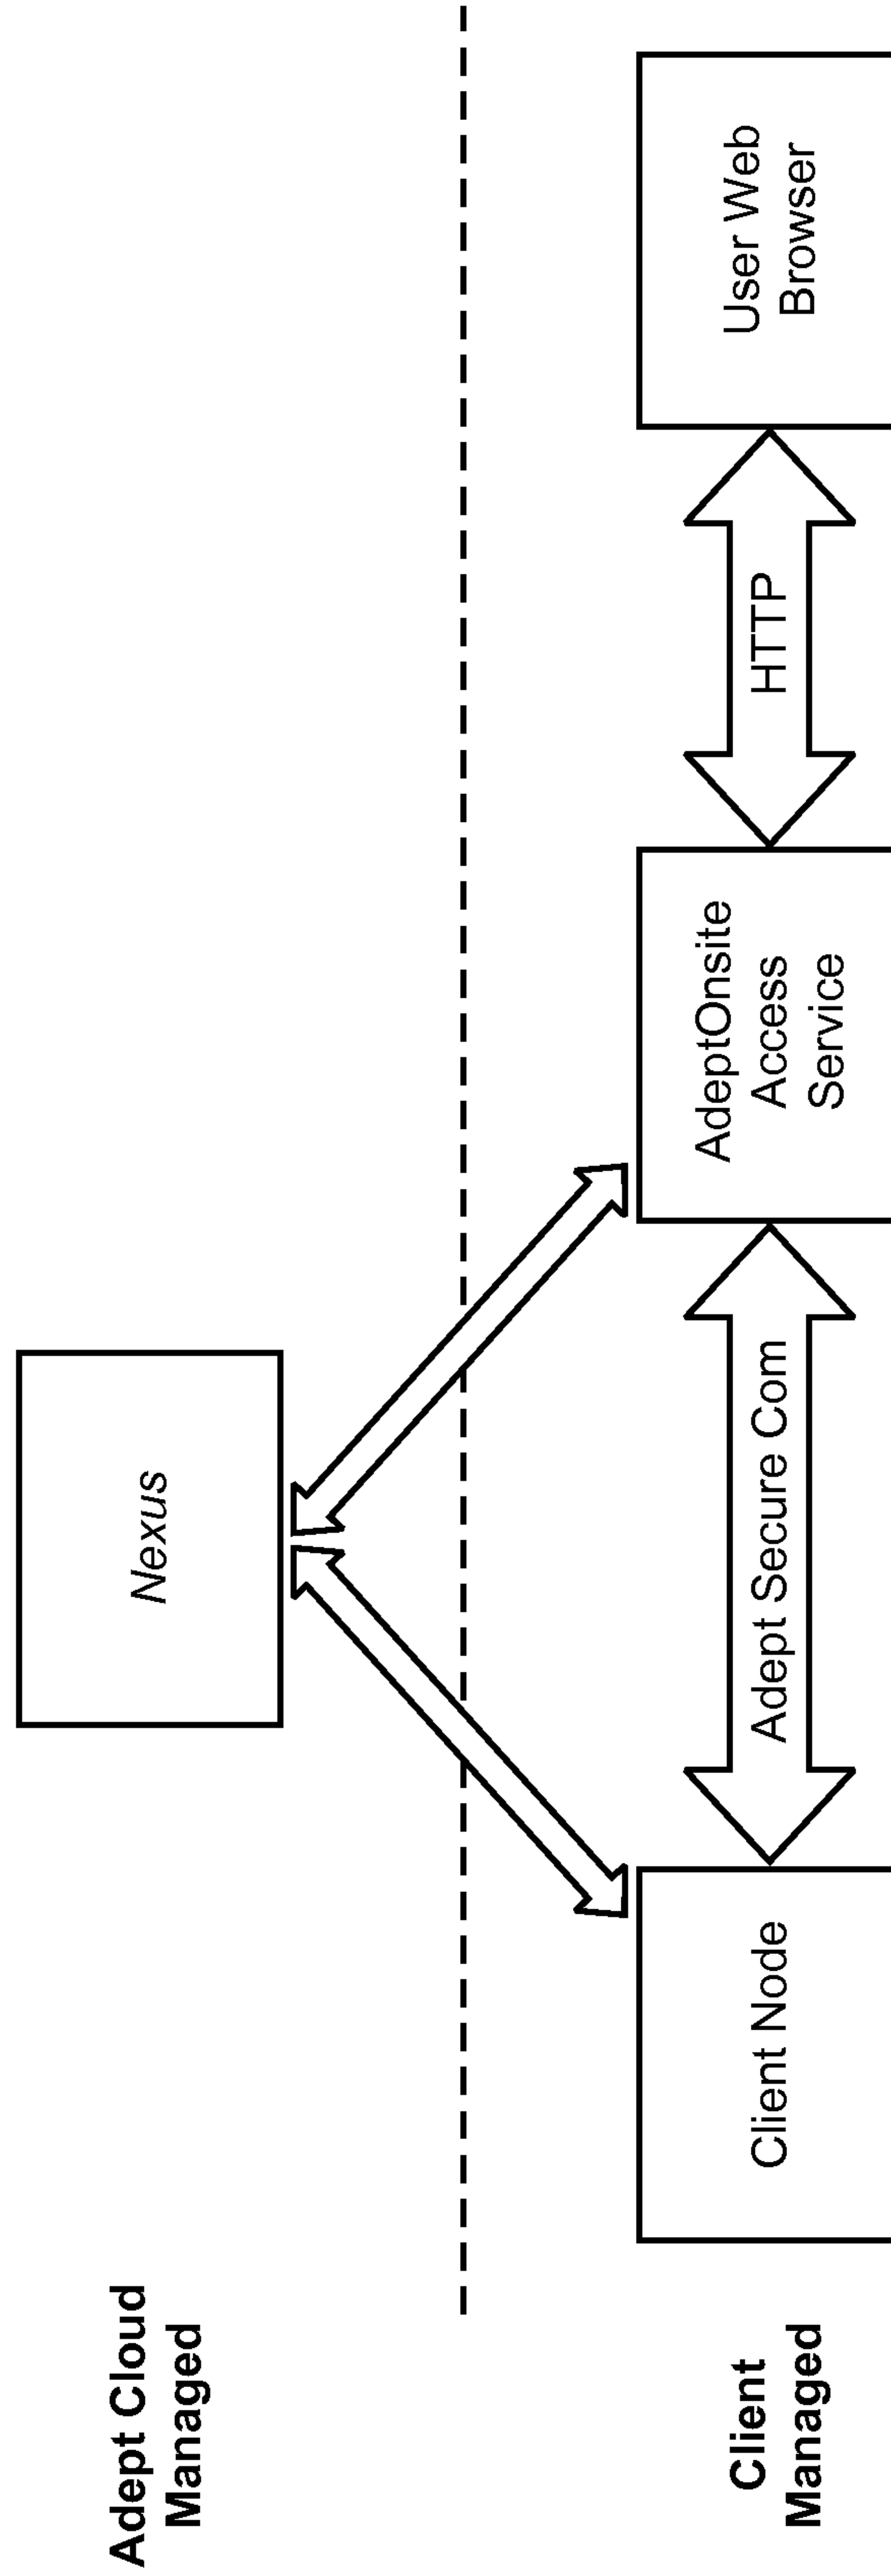 Adept Cloud
Managed
Nexus
Client
Managed
Client Node
Adept Secure Com
AdeptOnsite
Access
Service
HTTP
User Web
Browser